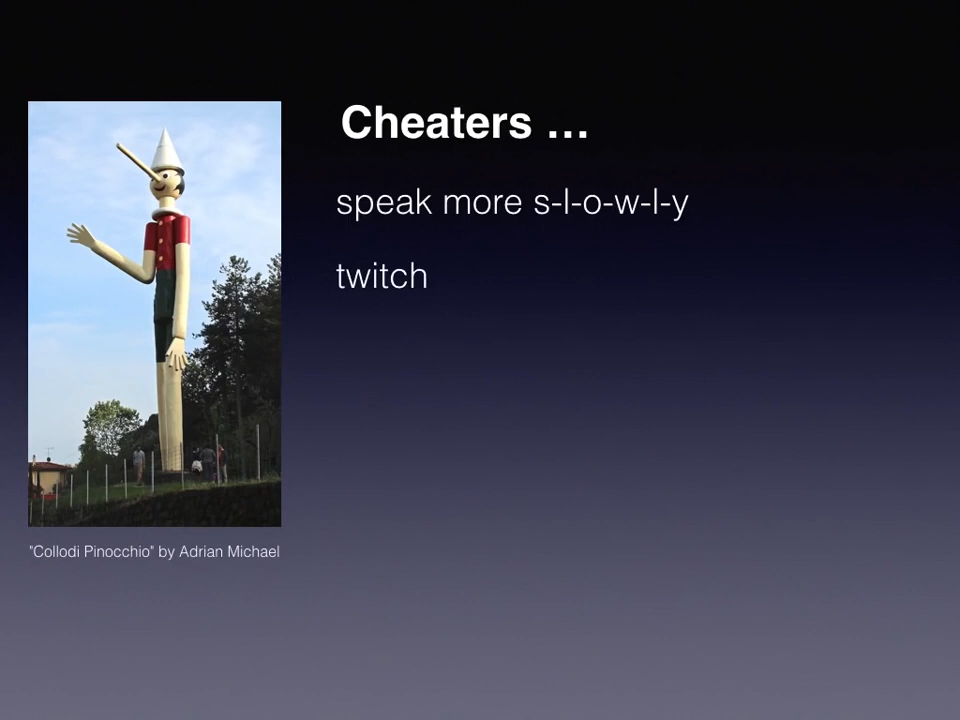 Cheaters …
speak more s-l-o-w-l-y
twitch
"Collodi Pinocchio" by Adrian Michael